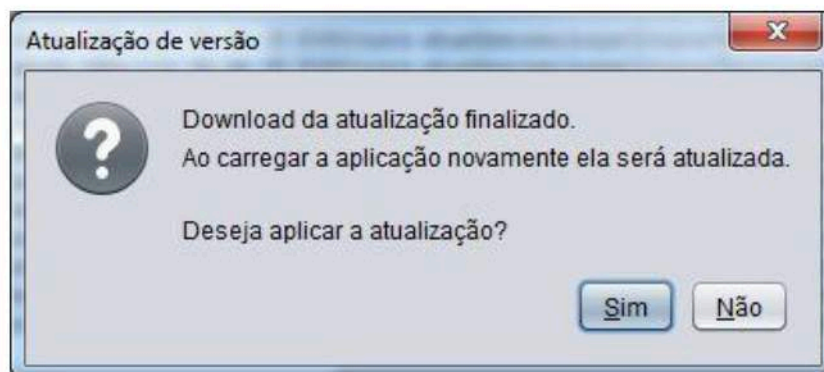 Atualização de versão
Download da atualização finalizado.
Ao carregar a aplicação novamente ela será atualizada.
Deseja aplicar a atualização?
Sim
Não